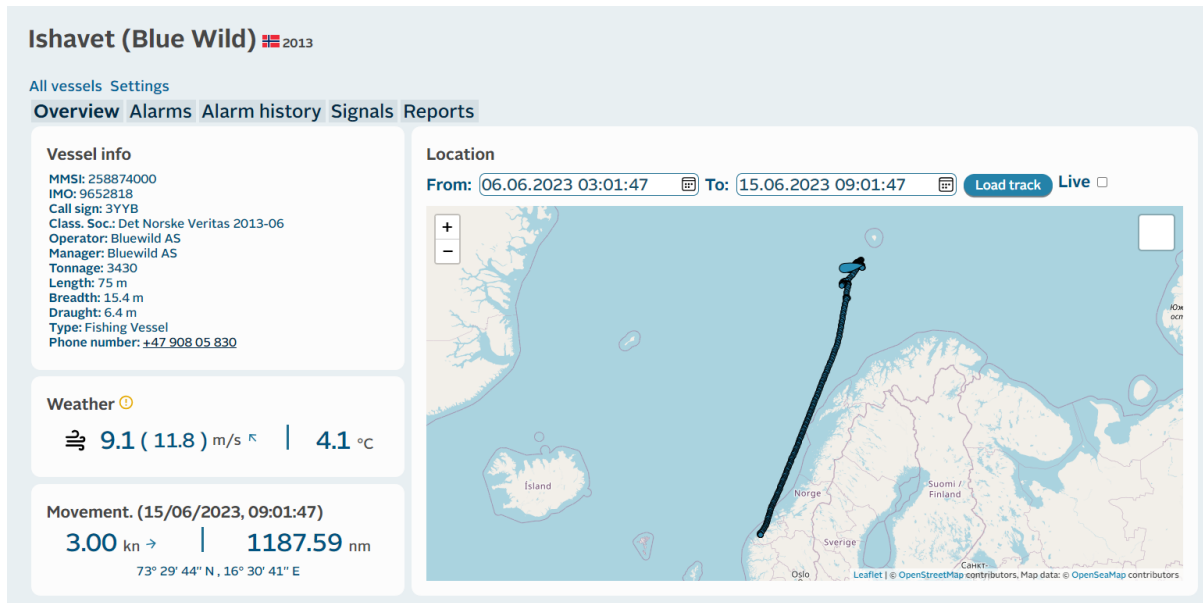 Ishavet (Blue Wild) 2013
All vessels Settings
Overview Alarms Alarm history Signals Reports
Vessel info
MMSI: 258874000
IMO: 9652818
Call sign: 3YYB
Class. Soc.: Det Norske Veritas 2013-06
Operator: Bluewild AS
Manager: Bluewild AS
Tonnage: 3430
Length: 75 m
Breadth: 15.4 m
Draught: 6.4 m
Type: Fishing Vessel
Phone number: +47 908 05 830
Weather
9.1 ( 11.8 ) m/s 4.1 °C
Movement. (15/06/2023, 09:01:47)
3.00 kn → 1187.59 nm
73° 29' 44" N , 16° 30' 41" E
Location
From: 06.06.2023 03:01:47 To: 15.06.2023 09:01:47 Load track Live
+
−
Ísland
Norge
Suomi /
Finland
Sverige
Oslo
Санкт-
Leaflet | © OpenStreetMap contributors, Map data: © OpenSeaMap contributors